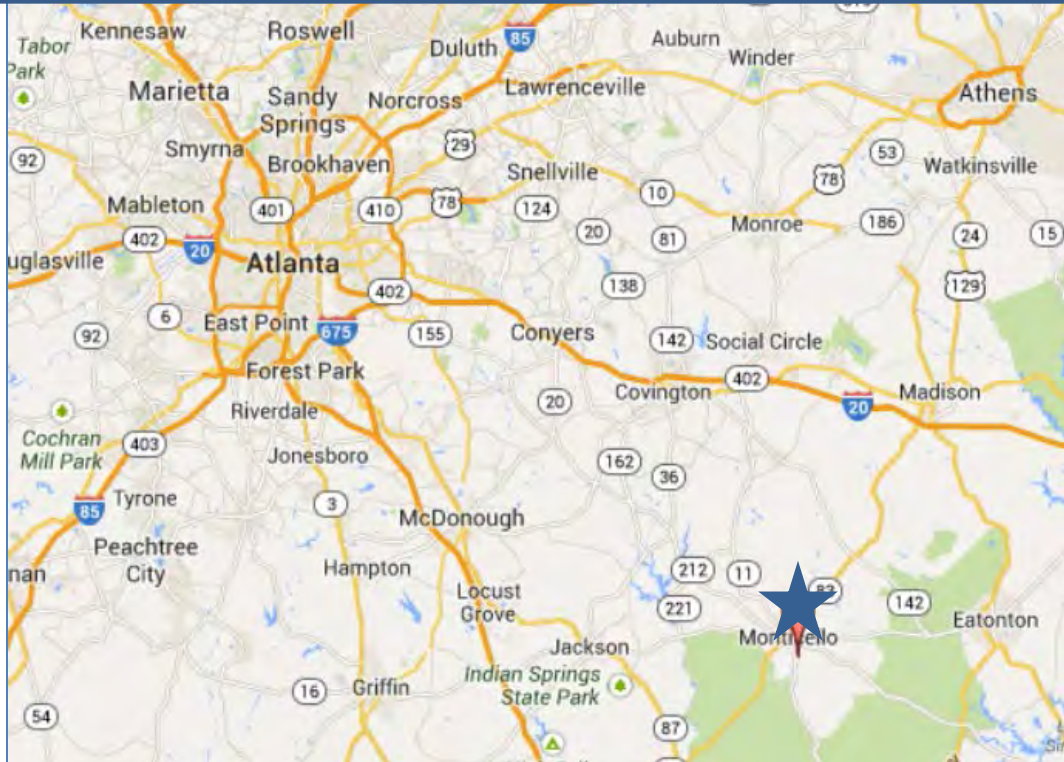 Kennesaw
Roswell
Duluth
85
Auburn
Winder
Tabor
Park
Marietta
Sandy
Springs
Norcross
Lawrenceville
Athens
Smyrna
Brookhaven
29
53
92
Snellville
78
Watkinsville
Mableton
401
410
78
124
10
Monroe
186
402
20
20
81
24
15
uglasville
Atlanta
402
138
129
6
East Point
675
155
Conyers
142
Social Circle
92
Forest Park
Covington
402
20
Madison
Riverdale
20
Cochran
Mill Park
403
Jonesboro
162
36
85
Tyrone
3
McDonough
Peachtree
City
nan
Hampton
Locust
Grove
212
11
83
221
142
Eatonton
Jackson
Monticello
Indian Springs
State Park
16
Griffin
54
87